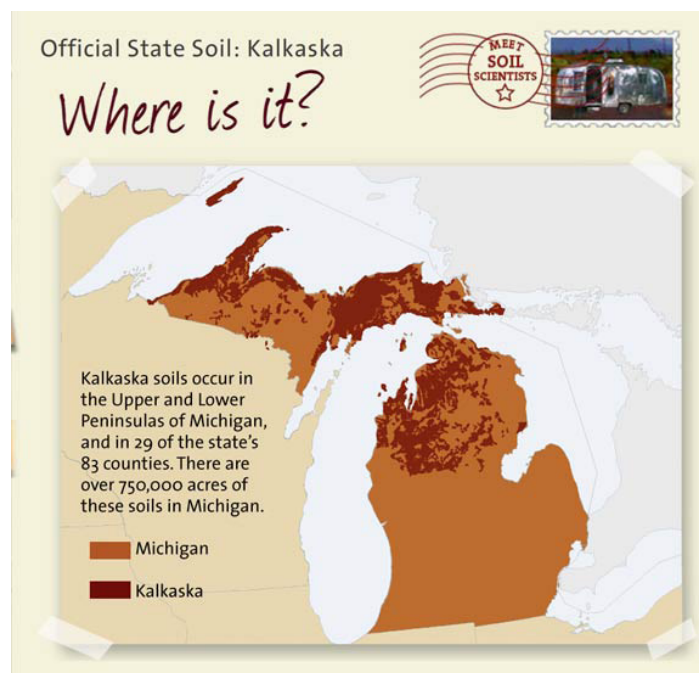 Official State Soil: Kalkaska
Where is it?
MEET
SOIL
SCIENTISTS
Kalkaska soils occur in
the Upper and Lower
Peninsulas of Michigan,
and in 29 of the state's
83 counties. There are
over 750,000 acres of
these soils in Michigan.
Michigan
Kalkaska